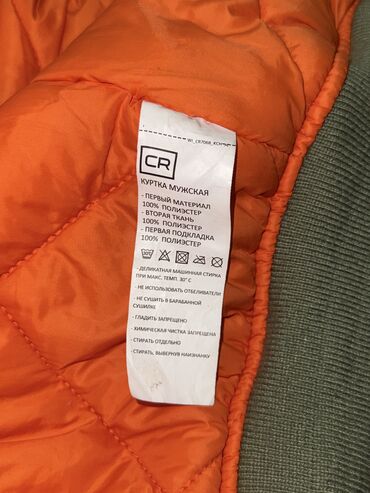 CR
КУРТКА МУЖСКАЯ
- ПЕРВЫЙ МАТЕРИАЛ
100% ПОЛИЭСТЕР
- ВТОРАЯ ТКАНЬ
100% ПОЛИЭСТЕР
- ПЕРВАЯ ПОДКЛАДКА
100% ПОЛИЭСТЕР
- ДЕЛИКАТНАЯ МАШИННАЯ СТИРКА
ПРИ МАКС. ТЕМП. 30° С
- НЕ ИСПОЛЬЗОВАТЬ ОТБЕЛИВАТЕЛИ
- НЕ СУШИТЬ В БАРАБАННОЙ
СУШИЛКЕ
- ГЛАДИТЬ ЗАПРЕЩЕНО
- ХИМИЧЕСКАЯ ЧИСТКА ЗАПРЕЩЕНА
- СТИРАТЬ ОТДЕЛЬНО
- СТИРАТЬ, ВЫВЕРНУВ НАИЗНАНКУ